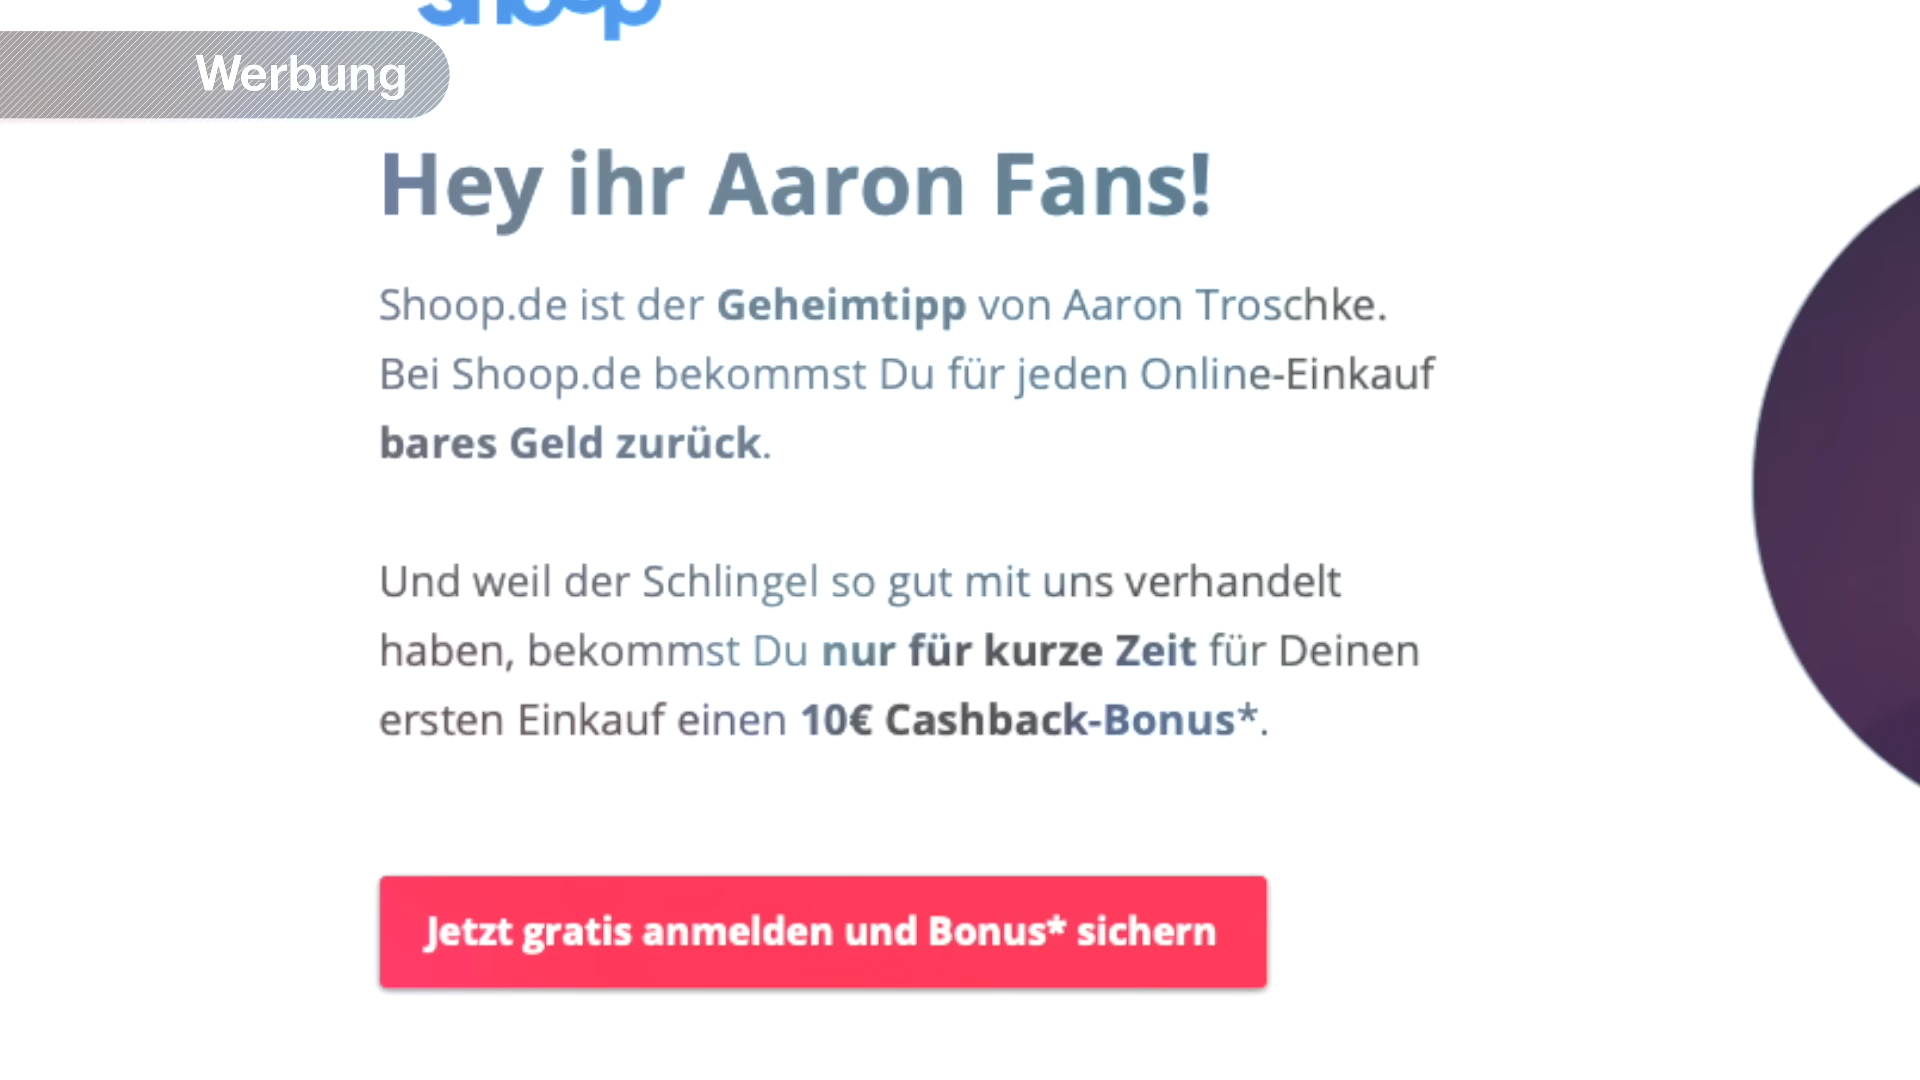 shoop
Werbung
Hey ihr Aaron Fans!
Shoop.de ist der Geheimtipp von Aaron Troschke.
Bei Shoop.de bekommst Du für jeden Online-Einkauf
bares Geld zurück.
Und weil der Schlingel so gut mit uns verhandelt
haben, bekommst Du nur für kurze Zeit für Deinen
ersten Einkauf einen 10€ Cashback-Bonus*.
Jetzt gratis anmelden und Bonus* sichern